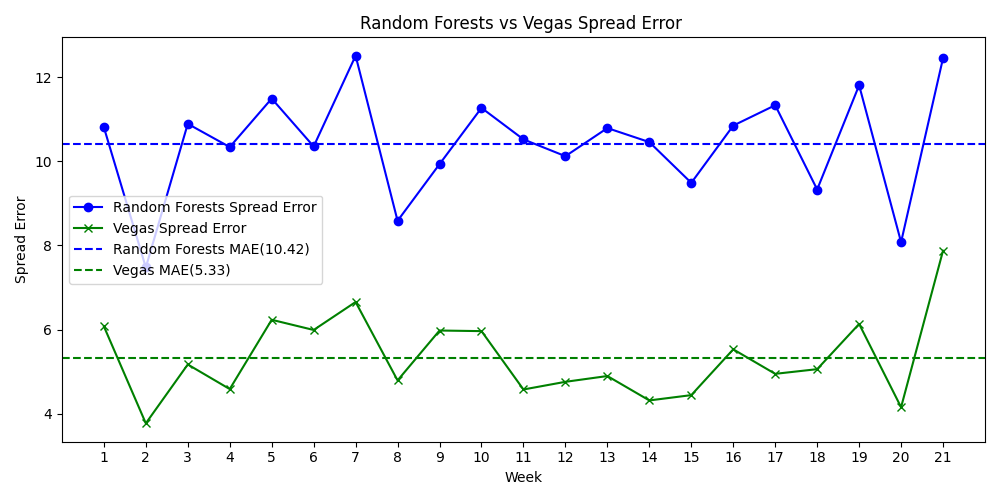 Random Forests vs Vegas Spread Error
Spread Error
12
10
8
6
4
Random Forests Spread Error
Vegas Spread Error
Random Forests MAE(10.42)
Vegas MAE(5.33)
1 2 3 4 5 6 7 8 9 10 11 12 13 14 15 16 17 18 19 20 21
Week